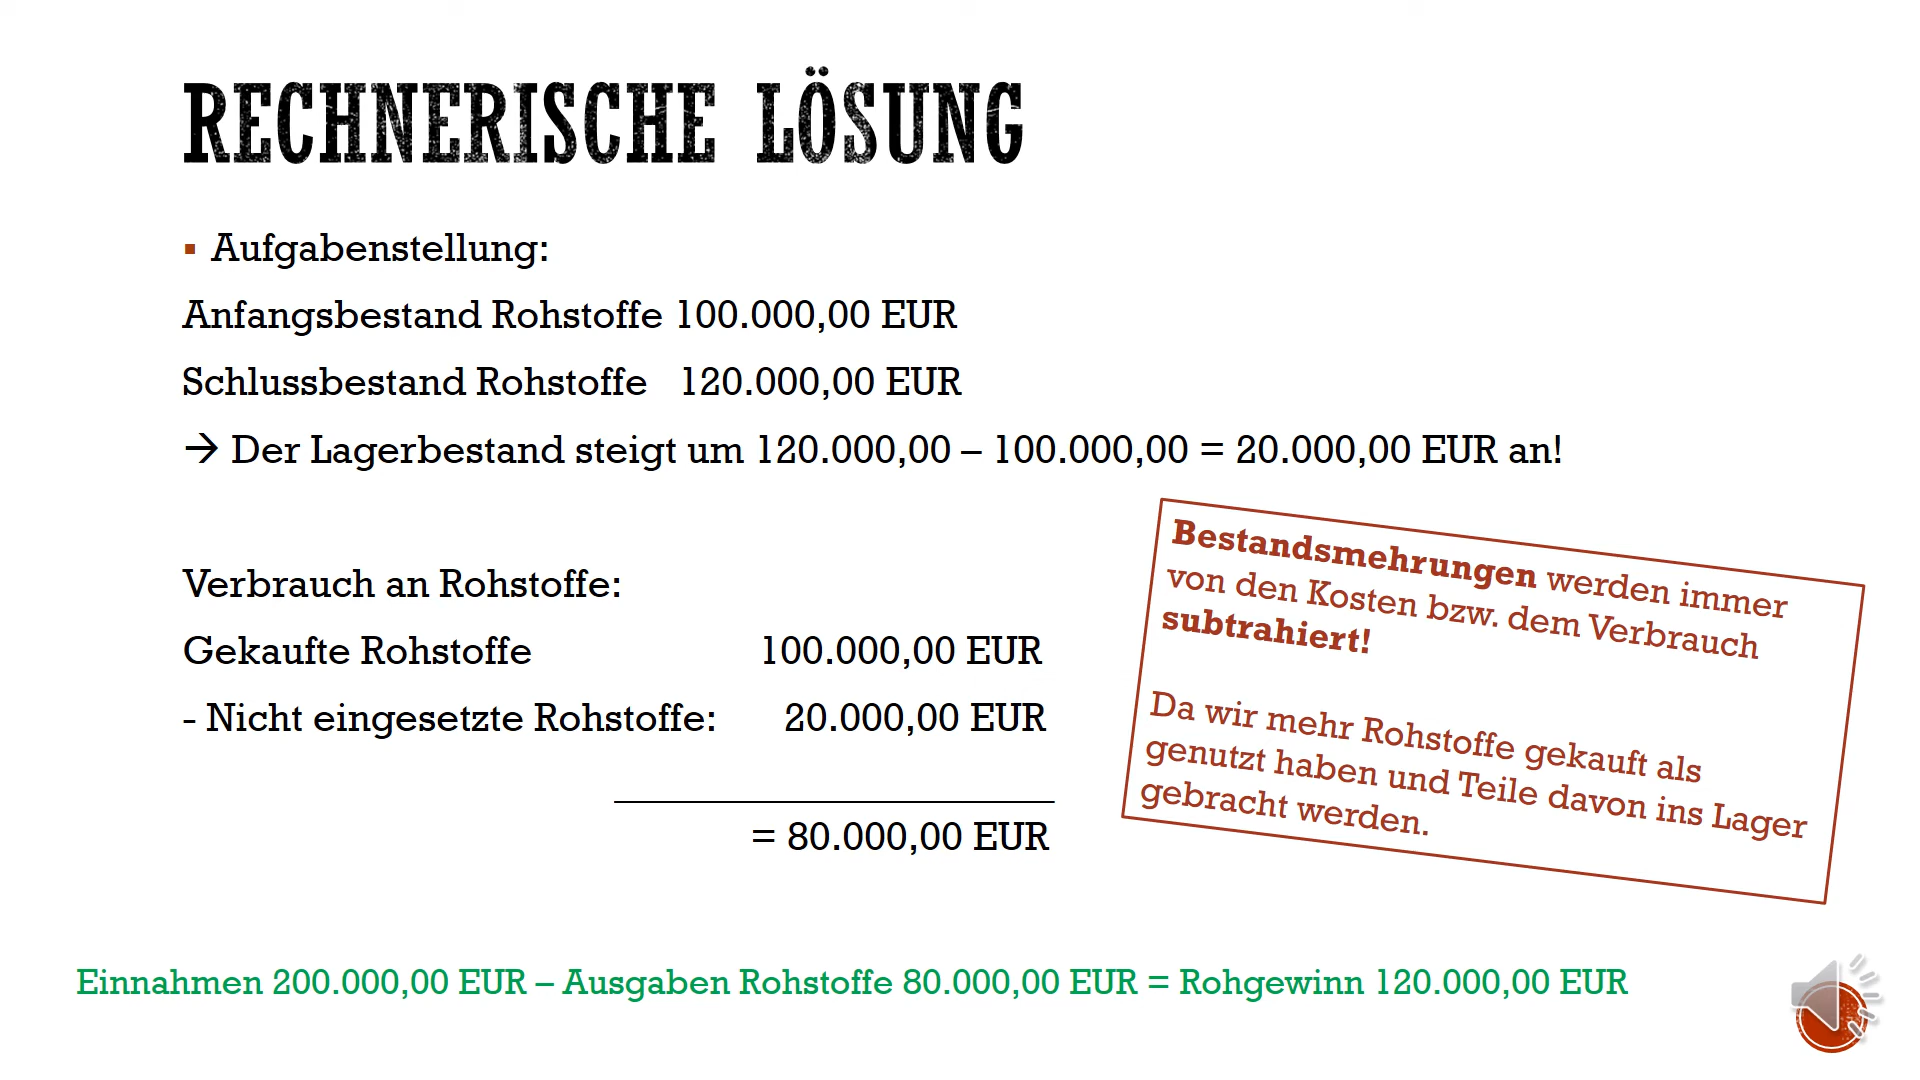 RECHNERISCHE LÖSUNG
▪ Aufgabenstellung:
Anfangsbestand Rohstoffe 100.000,00 EUR
Schlussbestand Rohstoffe 120.000,00 EUR
→ Der Lagerbestand steigt um 120.000,00 – 100.000,00 = 20.000,00 EUR an!
Verbrauch an Rohstoffe:
Gekaufte Rohstoffe 100.000,00 EUR
- Nicht eingesetzte Rohstoffe: 20.000,00 EUR
= 80.000,00 EUR
Bestandsmehrungen werden immer
von den Kosten bzw. dem Verbrauch
subtrahiert!
Da wir mehr Rohstoffe gekauft als
genutzt haben und Teile davon ins Lager
gebracht werden.
Einnahmen 200.000,00 EUR – Ausgaben Rohstoffe 80.000,00 EUR = Rohgewinn 120.000,00 EUR